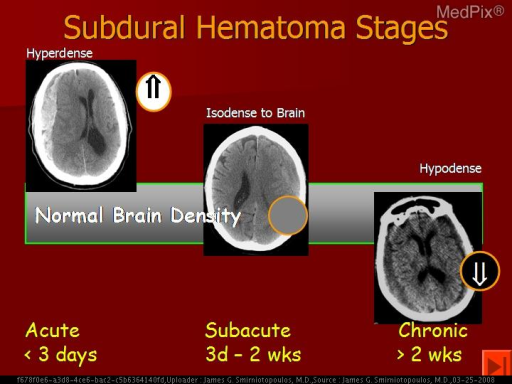 Subdural Hematoma Stages
MedPix®
Hyperdense
Isodense to Brain
Hypodense
Normal Brain Density
Acute
< 3 days
Subacute
3d – 2 wks
Chronic
> 2 wks
f678f0e6-a3d8-4ce6-bac2-c5b6364140fd,Uploader : James G. Smirniotopoulos, M.D.,Source : James G. Smirniotopoulos, M.D.,03-25-2008